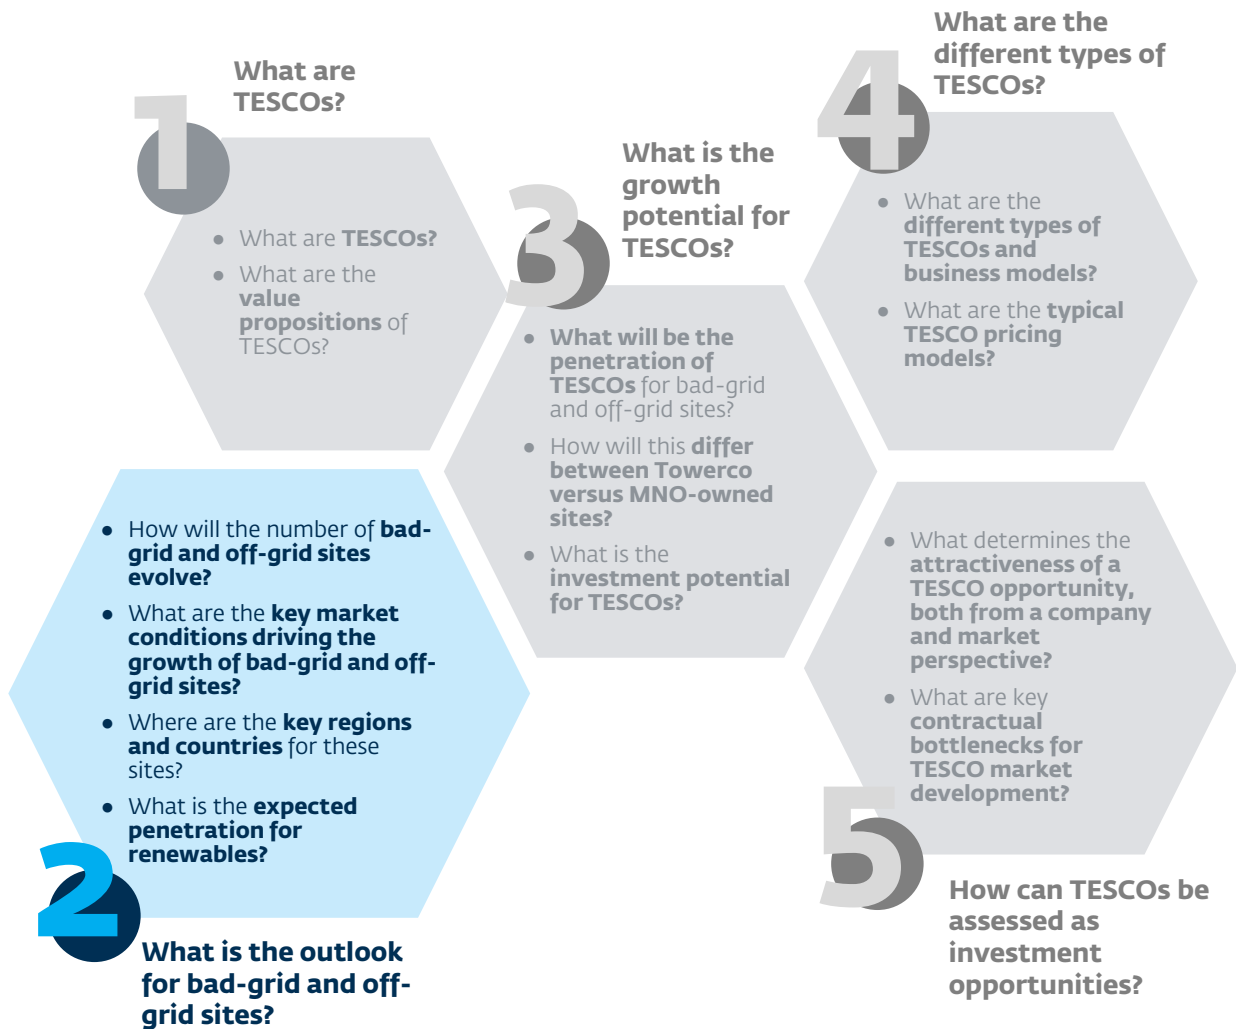 1
What are
TESCOs?
● What are TESCOs?
● What are the
value
propositions of
TESCOs?
2
● How will the number of bad-
grid and off-grid sites
evolve?
● What are the key market
conditions driving the
growth of bad-grid and off-
grid sites?
● Where are the key regions
and countries for these
sites?
● What is the expected
penetration for
renewables?
What is the outlook
for bad-grid and off-
grid sites?
3
What is the
growth
potential for
TESCOs?
● What will be the
penetration of
TESCOs for bad-grid
and off-grid sites?
● How will this differ
between Towerco
versus MNO-owned
sites?
● What is the
investment potential
for TESCOs?
4
What are the
different types of
TESCOs?
● What are the
different types of
TESCOs and
business models?
● What are the typical
TESCO pricing
models?
5
● What determines the
attractiveness of a
TESCO opportunity,
both from a company
and market
perspective?
● What are key
contractual
bottlenecks for
TESCO market
development?
How can TESCOs be
assessed as
investment
opportunities?